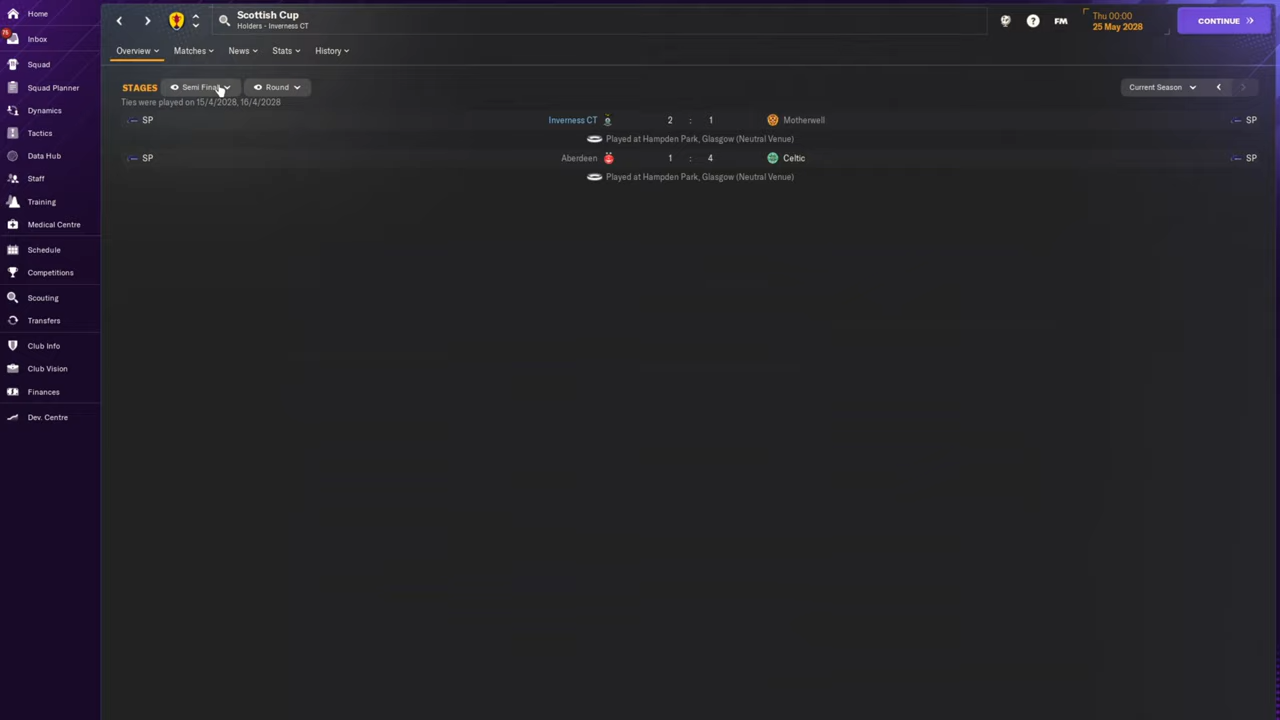 Home
Scottish Cup
Holders - Inverness CT
FM
Thu 00:00
25 May 2028
CONTINUE
Inbox
Overview
Matches
News
Stats
History
Squad
Squad Planner
STAGES
Semi Final
Round
Current Season
Ties were played on 15/4/2028, 16/4/2028
Dynamics
SP
Inverness CT
2 : 1
Motherwell
SP
Tactics
Played at Hampden Park, Glasgow (Neutral Venue)
Data Hub
SP
Aberdeen
1 : 4
Celtic
SP
Staff
Played at Hampden Park, Glasgow (Neutral Venue)
Training
Medical Centre
Schedule
Competitions
Scouting
Transfers
Club Info
Club Vision
Finances
Dev. Centre